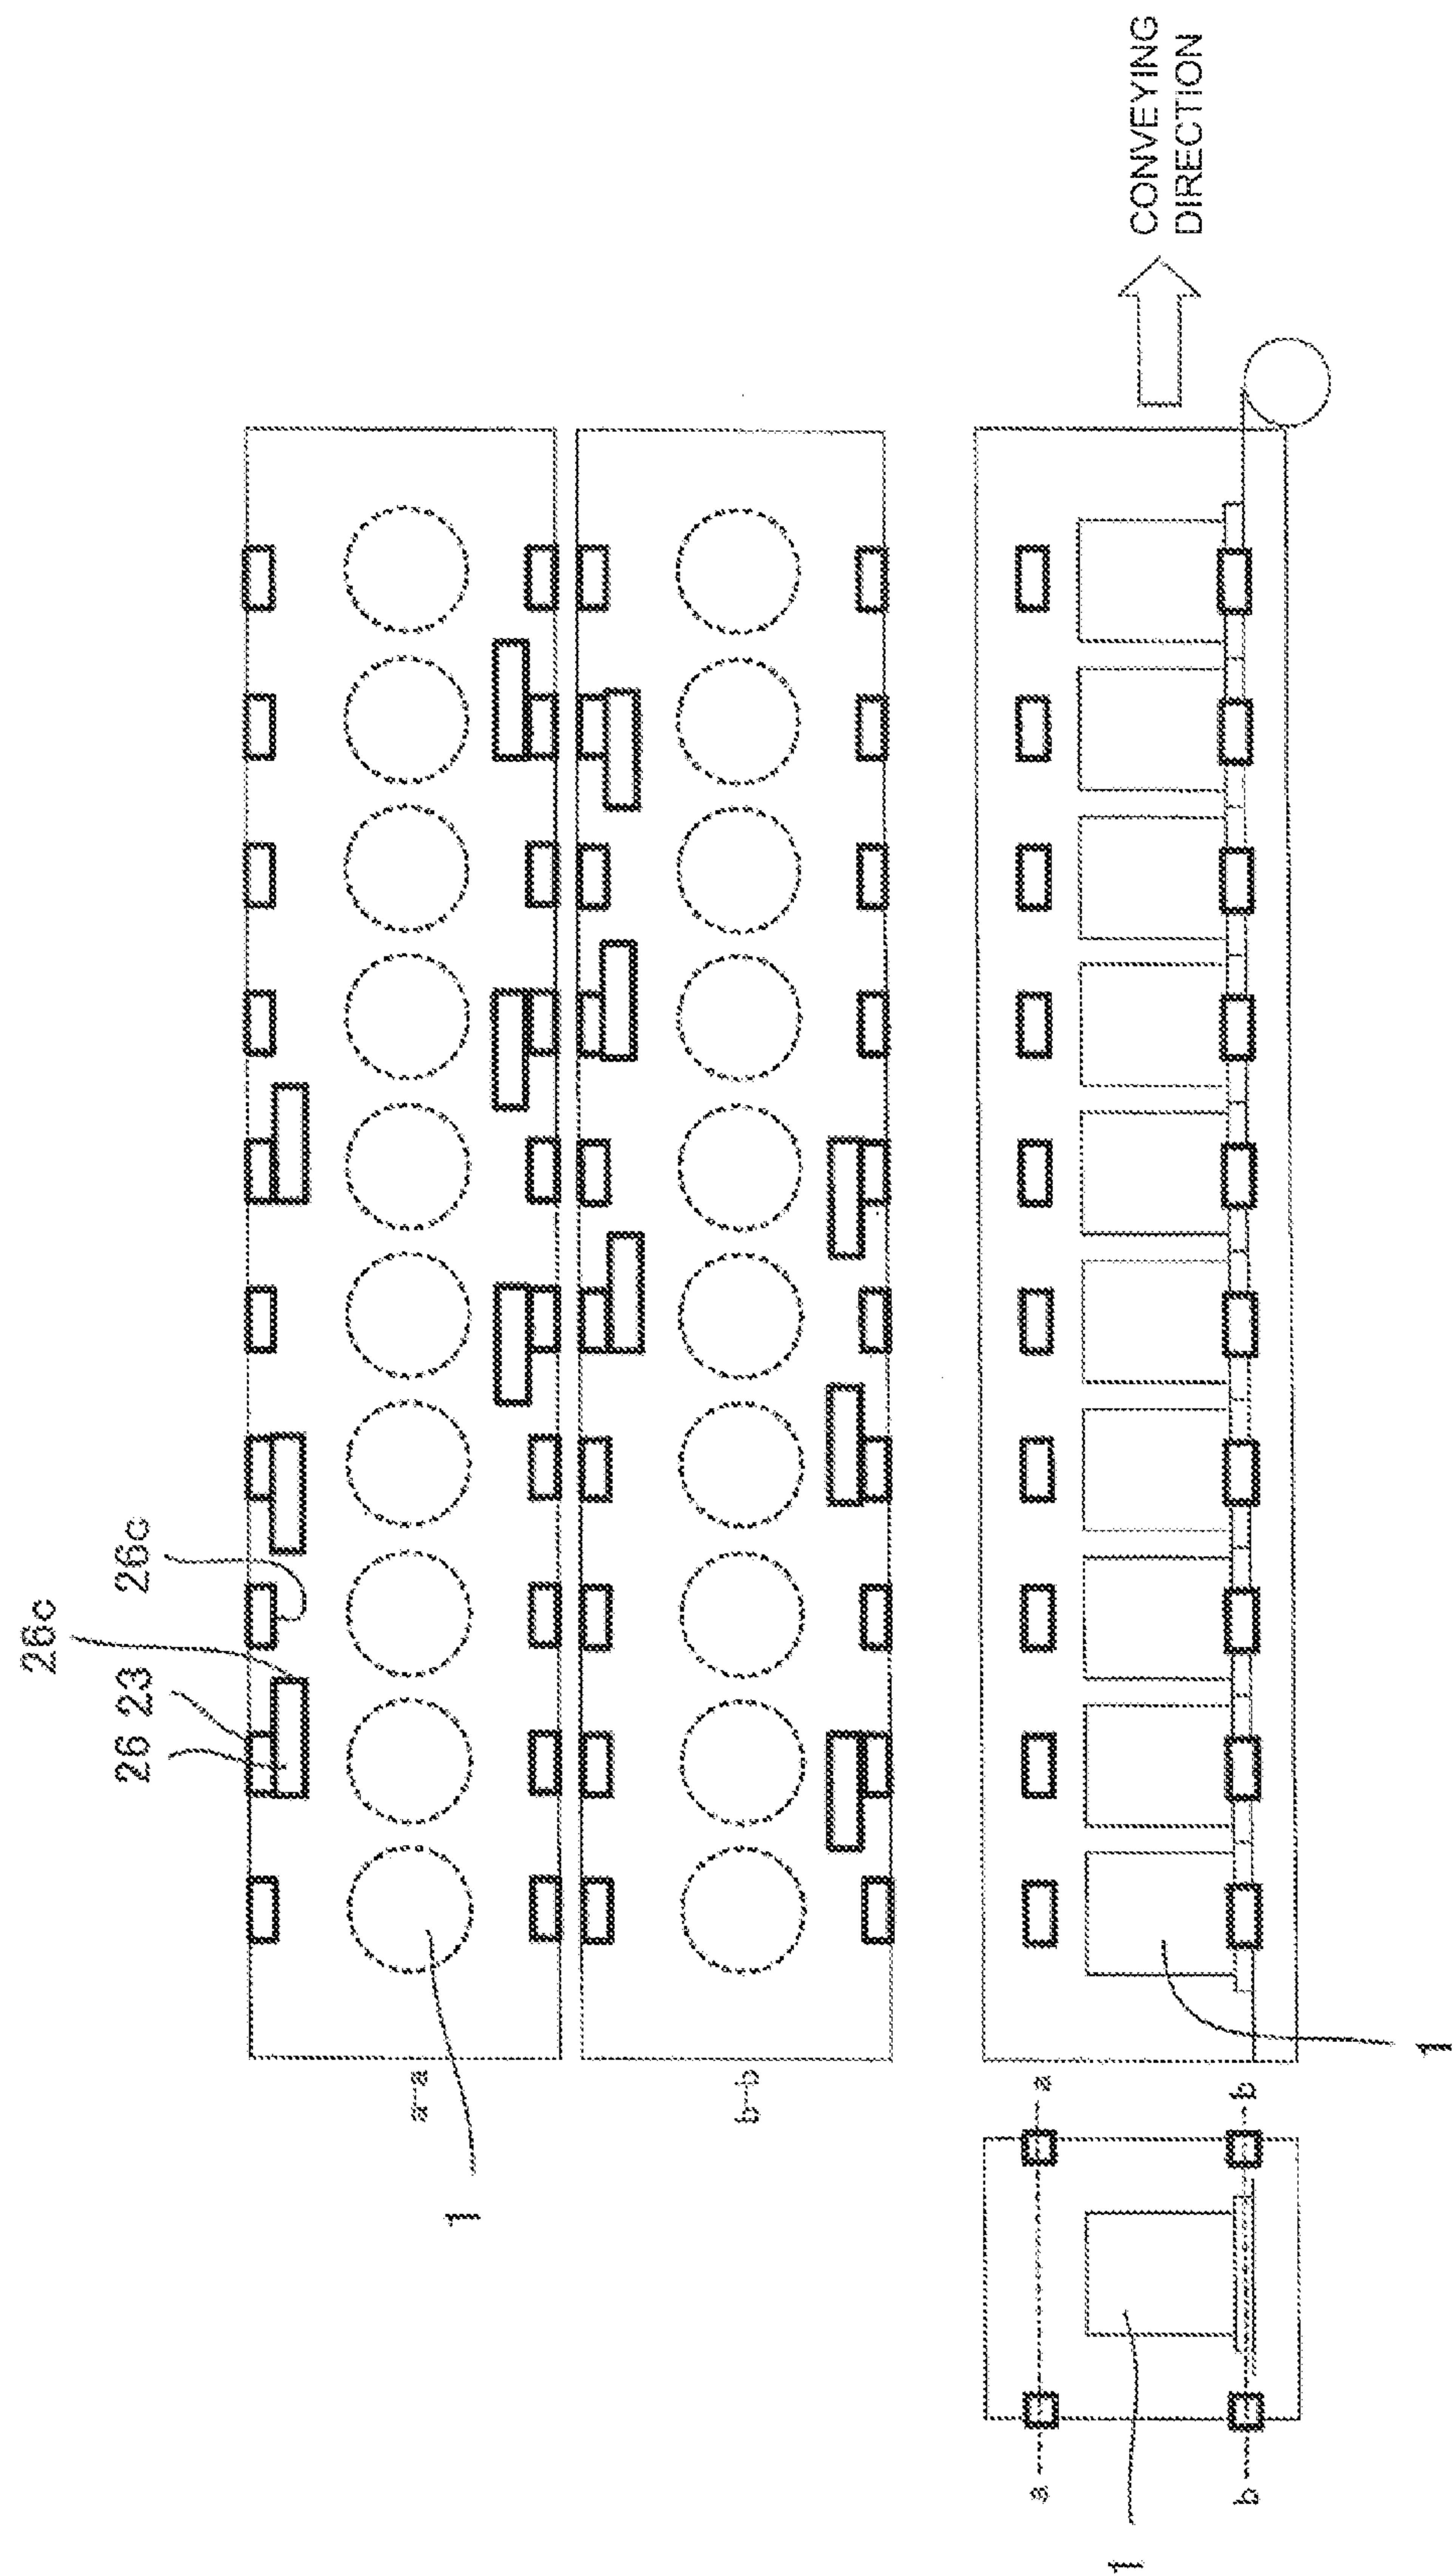 26c
26c
26 23
1
a-a
b-b
CONVEYING
DIRECTION
1
a
a
b
b
1